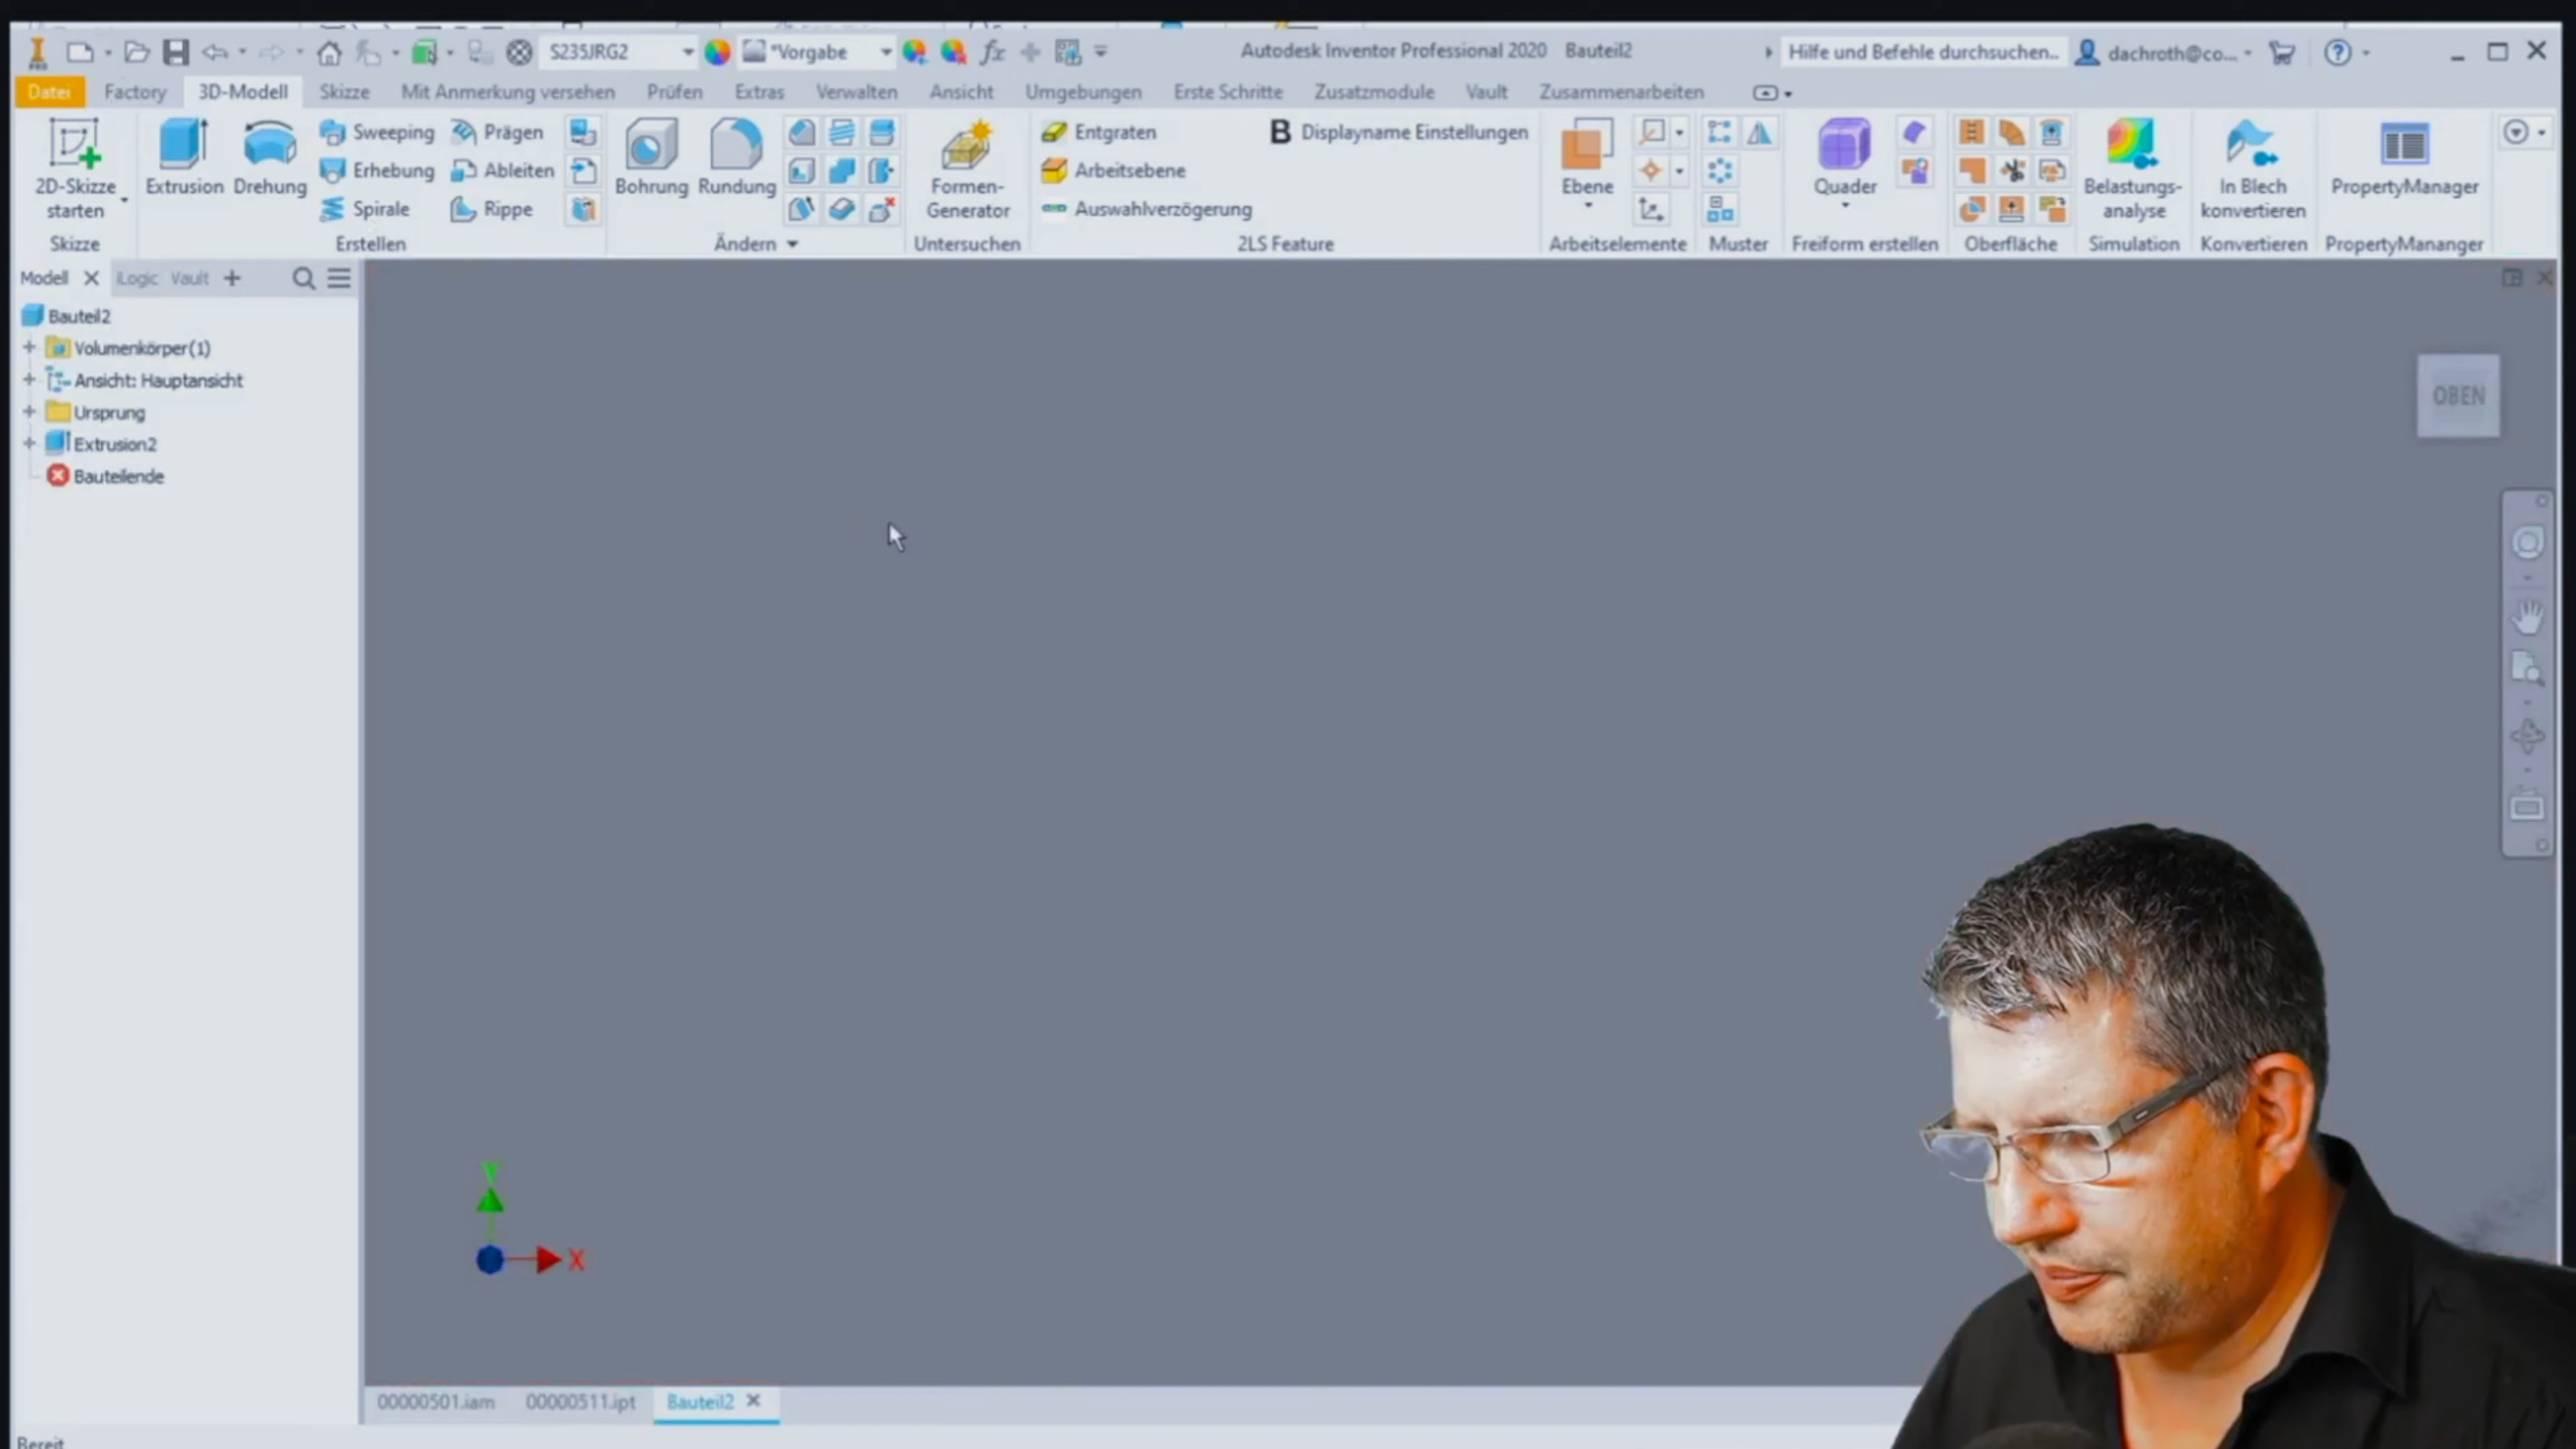 PRO S235JRG2 *Vorgabe fx Autodesk Inventor Professional 2020 Bauteil2 Hilfe und Befehle durchsuchen.. dachroth@co...
Datei Factory 3D-Modell Skizze Mit Anmerkung versehen Prüfen Extras Verwalten Ansicht Umgebungen Erste Schritte Zusatzmodule Vault Zusammenarbeiten
Sweeping Prägen Entgraten B Displayname Einstellungen
Erhebung Ableiten Arbeitsebene
2D-Skizze starten Extrusion Drehung Spirale Rippe Bohrung Rundung Formen-Generator Auswahlverzögerung Ebene Quader Belastungs-analyse In Blech konvertieren PropertyManager
Skizze Erstellen Ändern Untersuchen 2LS Feature Arbeitselemente Muster Freiform erstellen Oberfläche Simulation Konvertieren PropertyMananger
Modell iLogic Vault
Bauteil2
Volumenkörper(1)
Ansicht: Hauptansicht
Ursprung
Extrusion2
Bauteilende
OBEN
Y
X
00000501.iam 00000511.ipt Bauteil2
Bereit